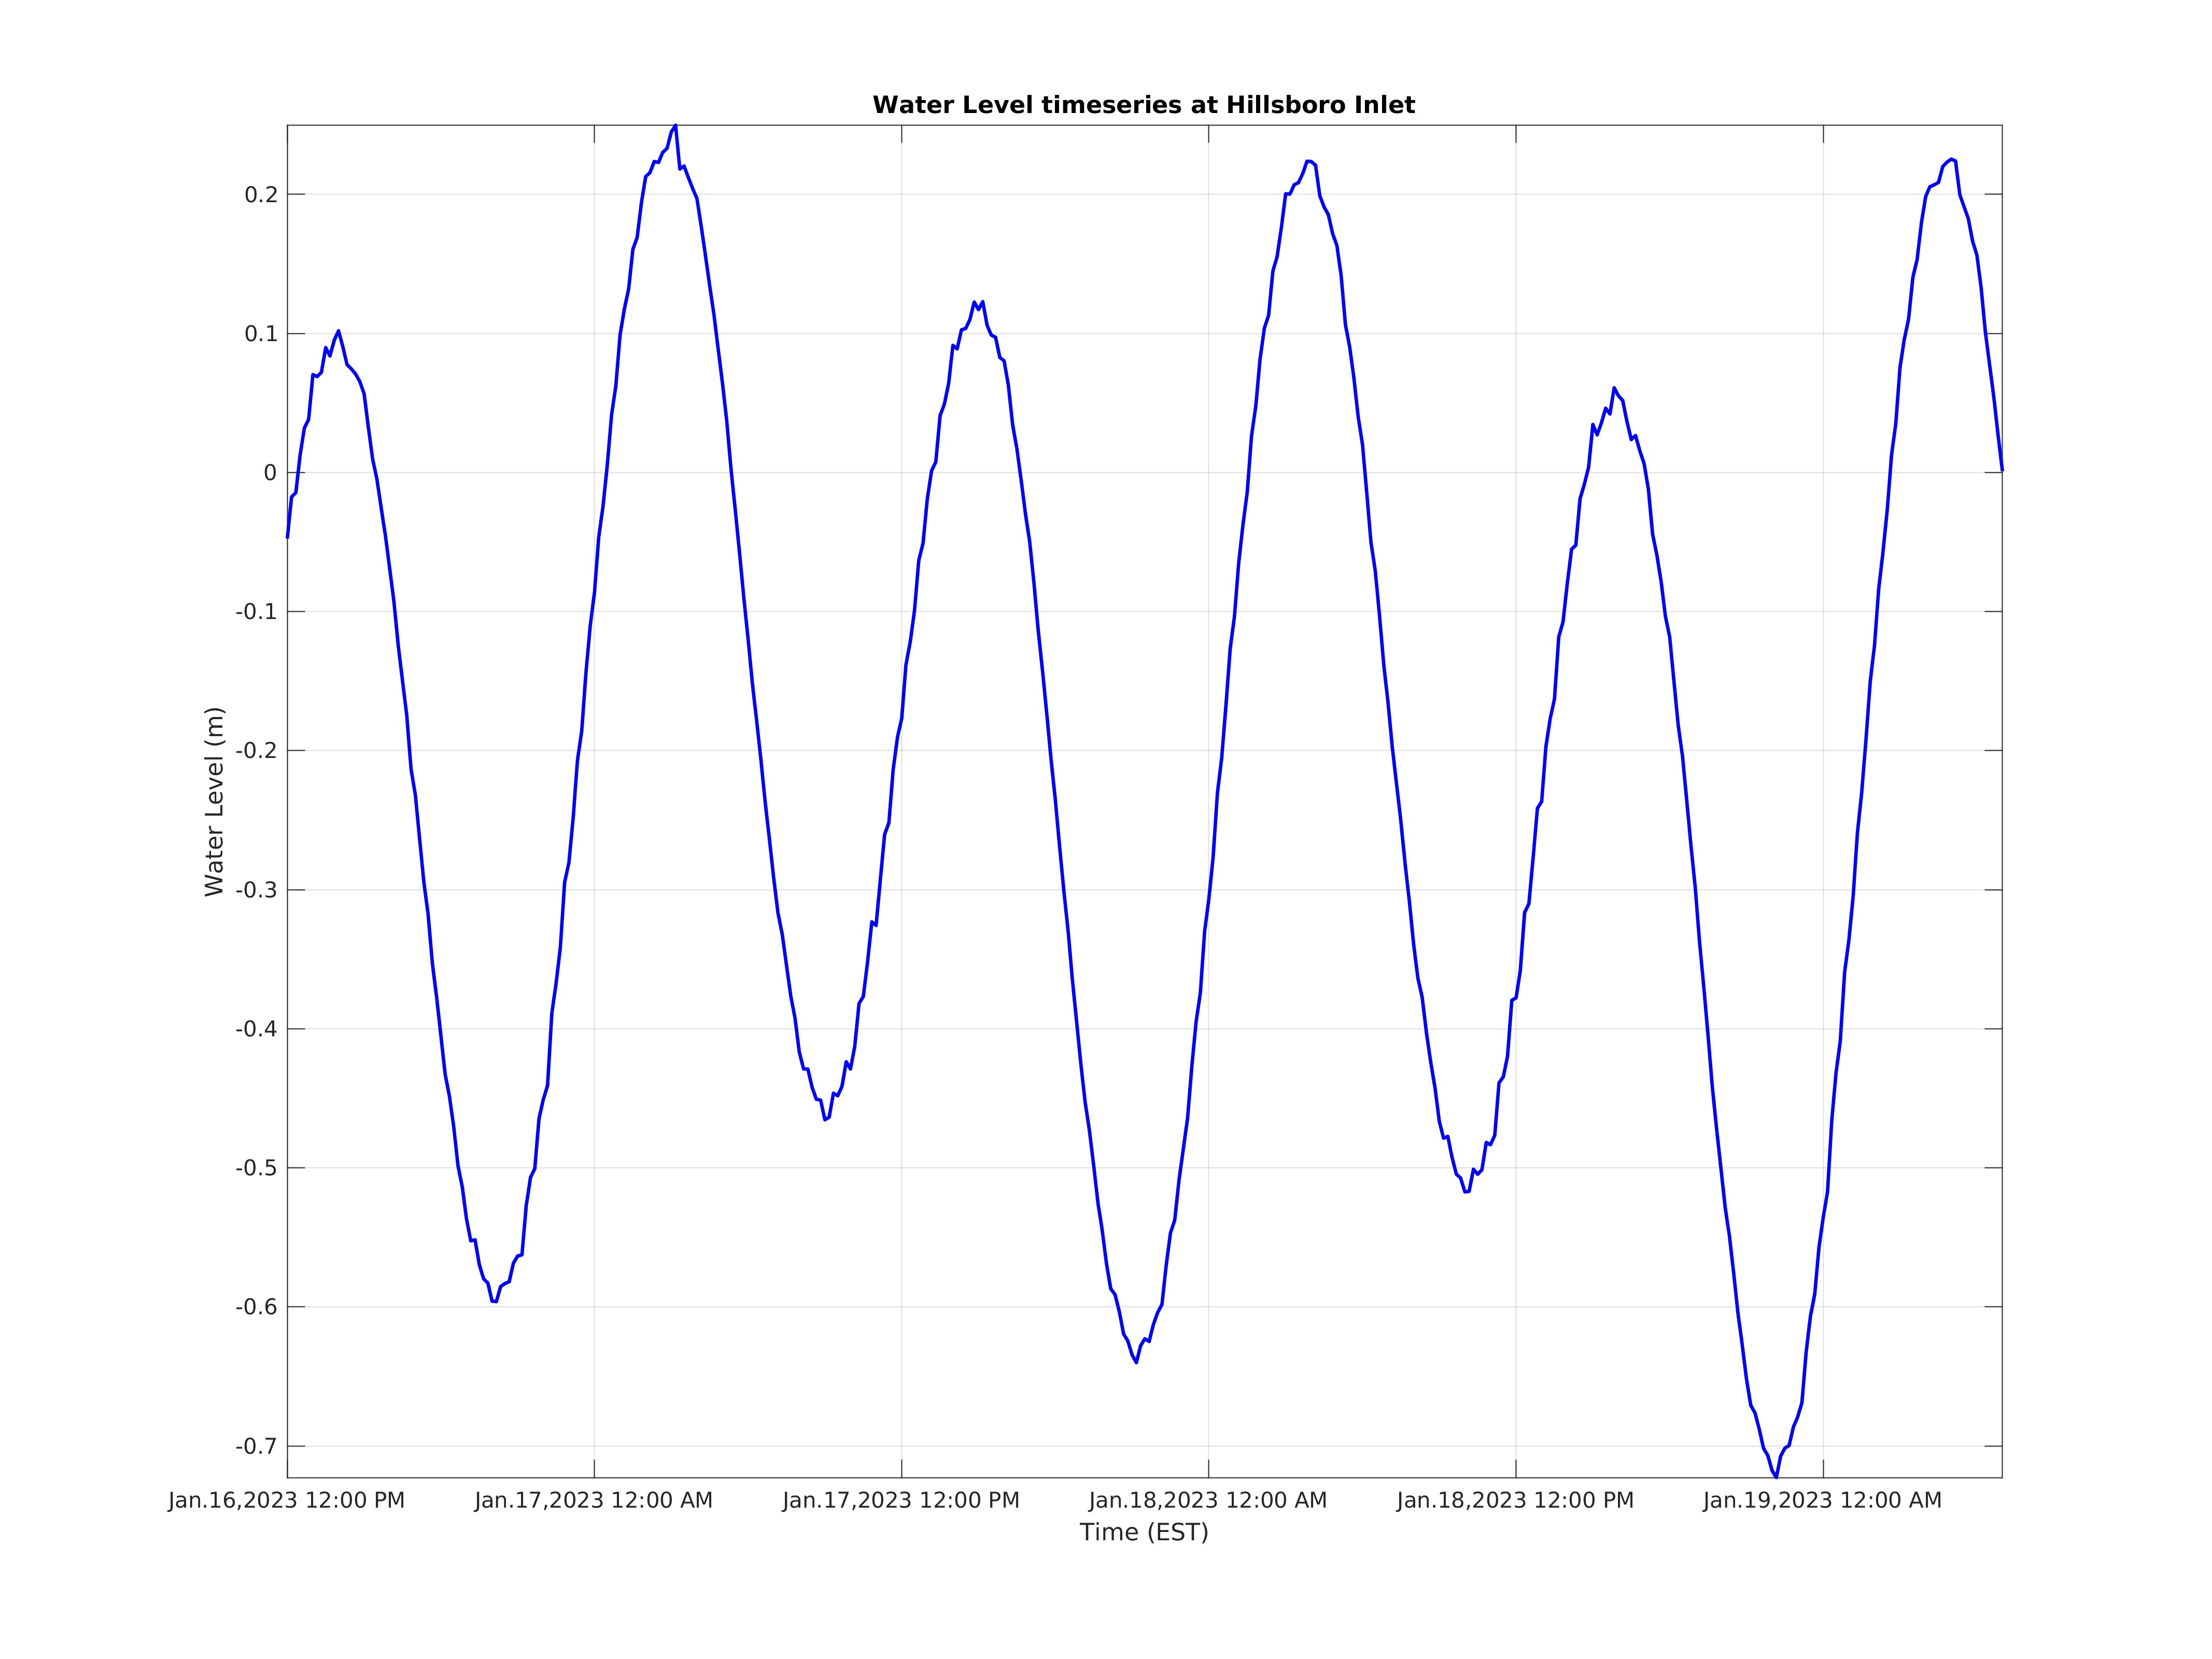 Water Level timeseries at Hillsboro Inlet
0.2
0.1
0
-0.1
-0.2
-0.3
-0.4
-0.5
-0.6
-0.7
Water Level (m)
Jan.16,2023 12:00 PM Jan.17,2023 12:00 AM Jan.17,2023 12:00 PM Jan.18,2023 12:00 AM Jan.18,2023 12:00 PM Jan.19,2023 12:00 AM
Time (EST)